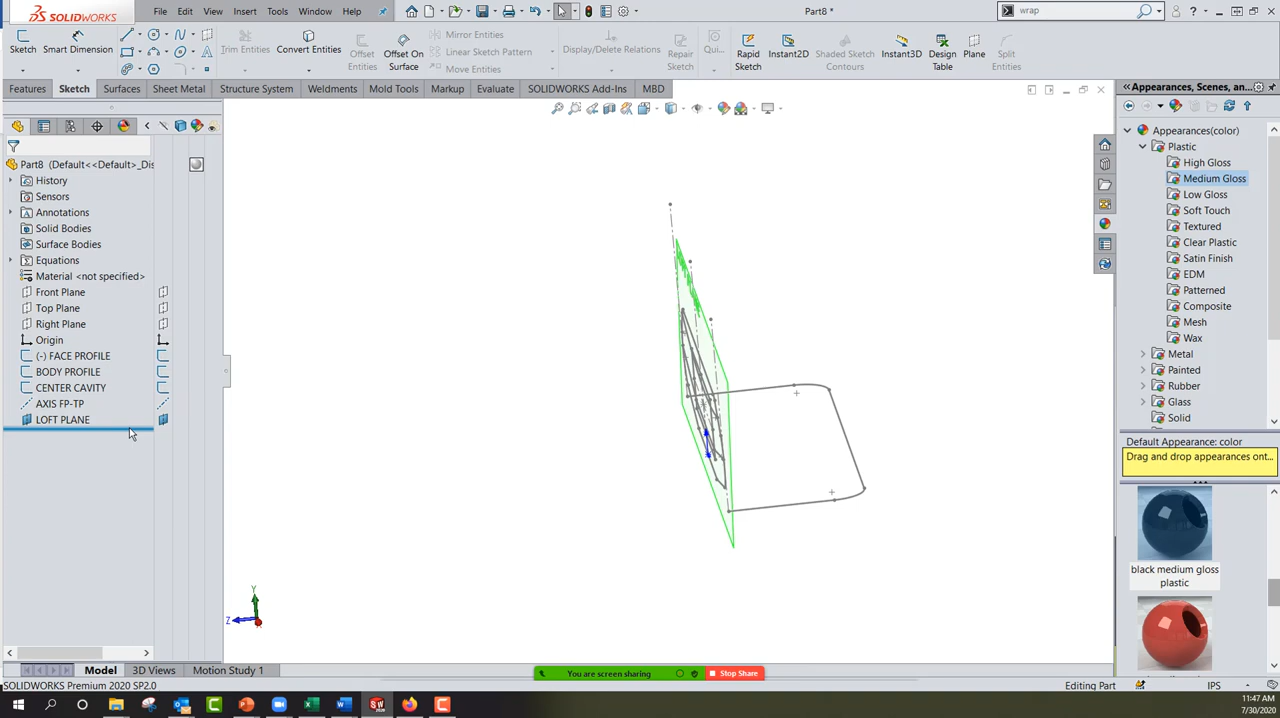 SOLIDWORKS
File Edit View Insert Tools Window Help
Part8 *
wrap
Sketch
Smart Dimension
Trim Entities
Convert Entities
Offset Entities
Offset On Surface
Mirror Entities
Linear Sketch Pattern
Move Entities
Display/Delete Relations
Repair Sketch
Qui...
Rapid Sketch
Instant2D
Shaded Sketch Contours
Instant3D
Design Table
Plane
Split Entities
Features Sketch Surfaces Sheet Metal Structure System Weldments Mold Tools Markup Evaluate SOLIDWORKS Add-Ins MBD
Part8 (Default<<Default>_Dis
History
Sensors
Annotations
Solid Bodies
Surface Bodies
Equations
Material <not specified>
Front Plane
Top Plane
Right Plane
Origin
(-) FACE PROFILE
BODY PROFILE
CENTER CAVITY
AXIS FP-TP
LOFT PLANE
Y
Z
Appearances, Scenes, an...
Appearances(color)
Plastic
High Gloss
Medium Gloss
Low Gloss
Soft Touch
Textured
Clear Plastic
Satin Finish
EDM
Patterned
Composite
Mesh
Wax
Metal
Painted
Rubber
Glass
Solid
Default Appearance: color
Drag and drop appearances ont...
black medium gloss
plastic
Model 3D Views Motion Study 1
You are screen sharing
Stop Share
SOLIDWORKS Premium 2020 SP2.0
Editing Part
IPS
11:47 AM
7/30/2020